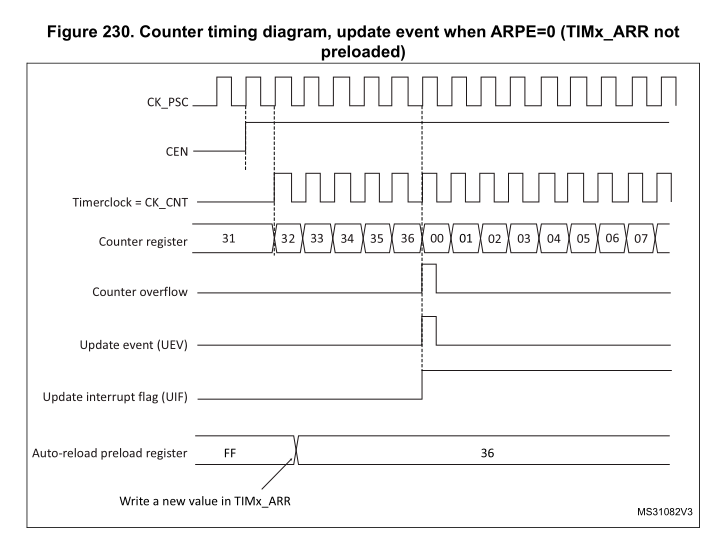 Figure 230. Counter timing diagram, update event when ARPE=0 (TIMx_ARR not
preloaded)
CK_PSC
CEN
Timerclock = CK_CNT
Counter register 31 32 33 34 35 36 00 01 02 03 04 05 06 07
Counter overflow
Update event (UEV)
Update interrupt flag (UIF)
Auto-reload preload register FF 36
Write a new value in TIMx_ARR
MS31082V3